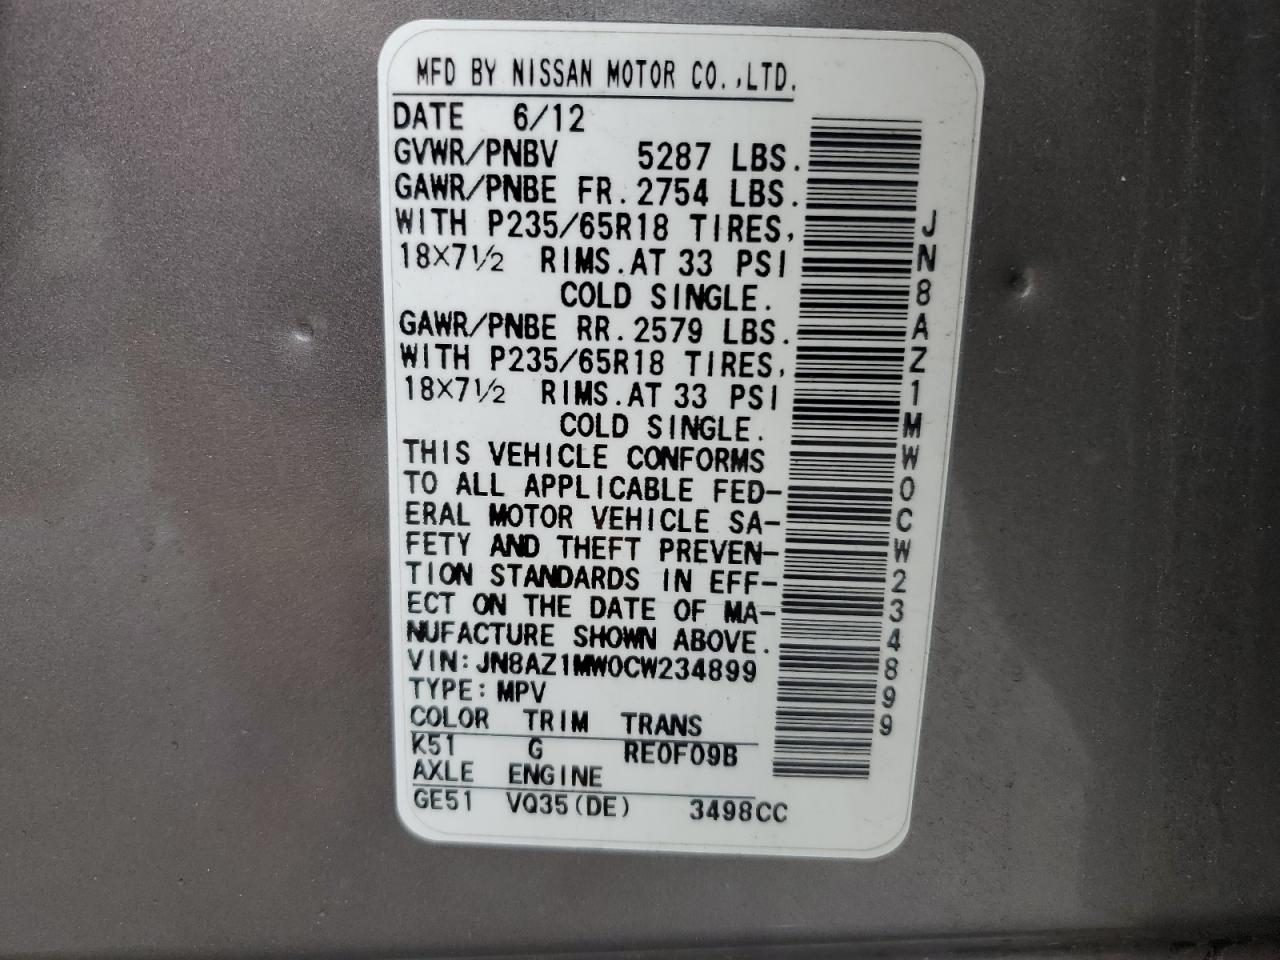 MFD BY NISSAN MOTOR CO.,LTD.
DATE 6/12
GVWR/PNBV 5287 LBS.
GAWR/PNBE FR.2754 LBS.
WITH P235/65R18 TIRES,
18×7½ RIMS.AT 33 PSI
COLD SINGLE.
GAWR/PNBE RR.2579 LBS.
WITH P235/65R18 TIRES,
18×7½ RIMS.AT 33 PSI
COLD SINGLE.
THIS VEHICLE CONFORMS
TO ALL APPLICABLE FED-
ERAL MOTOR VEHICLE SA-
FETY AND THEFT PREVEN-
TION STANDARDS IN EFF-
ECT ON THE DATE OF MA-
NUFACTURE SHOWN ABOVE.
VIN:JN8AZ1MW0CW234899
TYPE:MPV
COLOR TRIM TRANS
K51 G RE0F09B
AXLE ENGINE
GE51 VQ35(DE) 3498CC
JN8AZ1MW0CW234899